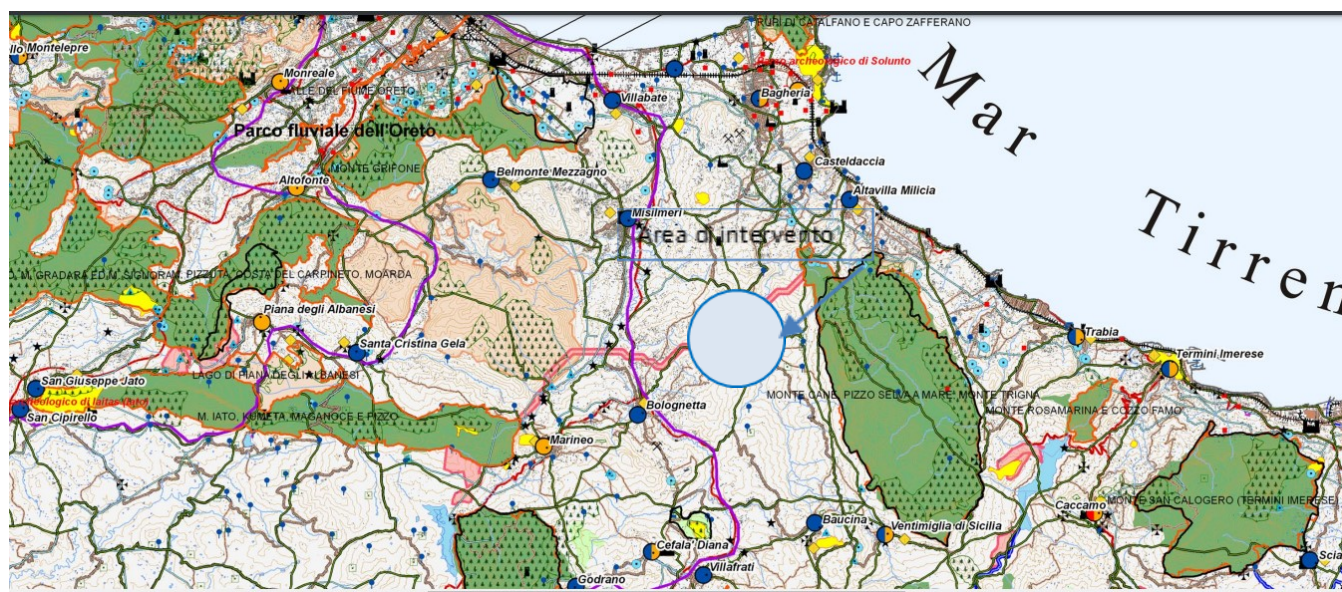 RUPI DI CATALFANO E CAPO ZAFFERANO
Montelepre
Parco archeologico di Solunto
Mar
Monreale
VALLE DEL FIUME ORETO
Villabate
Bagheria
Parco fluviale dell'Oreto
Casteldaccia
MONTE GRIFONE
Belmonte Mezzagno
Altofonte
Altavilla Milicia
Tirren
Misilmeri
Area di intervento
M. GRADARA ED M. SIGNORA
M. PIZZUTA, COSTA DEL CARPINETO, MOARDA
Piana degli Albanesi
Santa Cristina Gela
Trabia
Termini Imerese
LAGO DI PIANA DEGLI ALBANESI
San Giuseppe Jato
MONTE CANE, PIZZO SELVA A MARE, MONTE TRIGNA
San Cipirello
M. IATO, KUMETA, MAGANOCE E PIZZO
Bolognetta
MONTE ROSAMARINA E COZZO FAMO
Marineo
MONTE SAN CALOGERO (TERMINI IMERESE)
Caccamo
Baucina
Ventimiglia di Sicilia
Cefala' Diana
Villafrati
Godrano
Scia